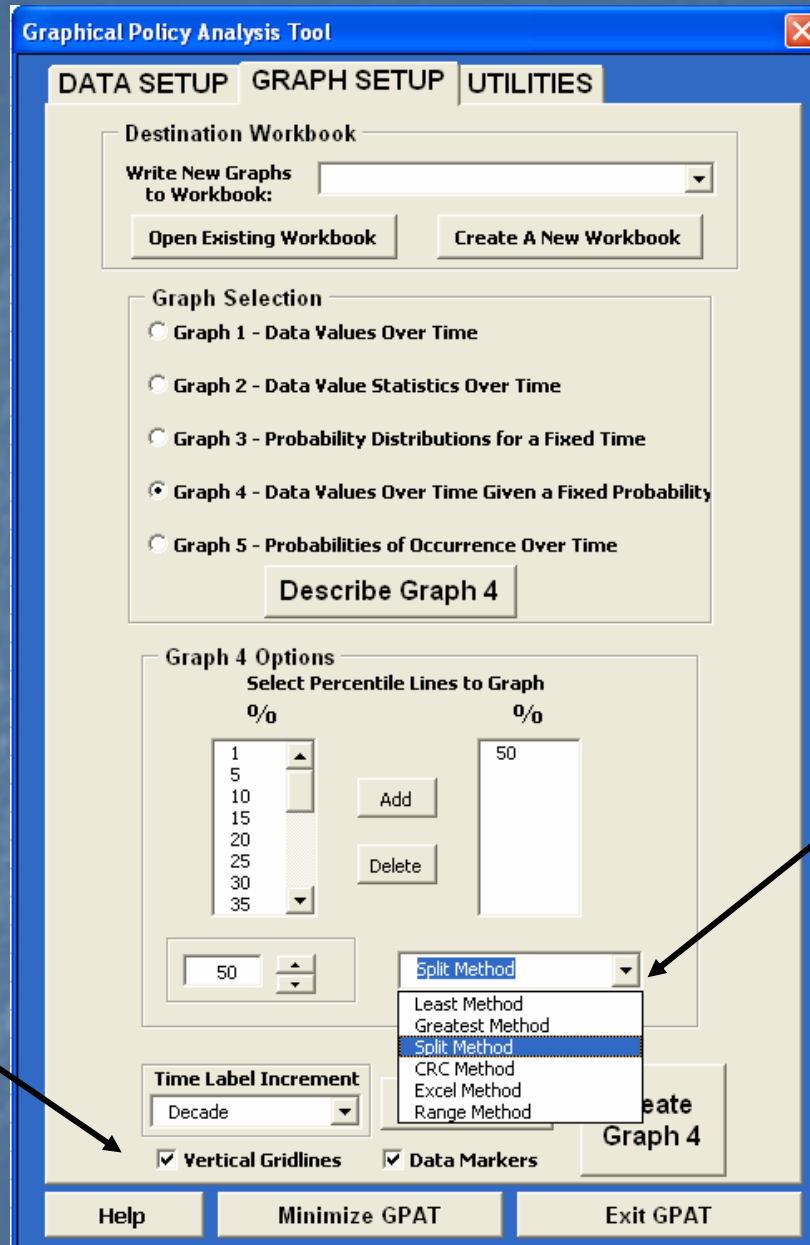 Graphical Policy Analysis Tool
DATA SETUP
GRAPH SETUP
UTILITIES
Destination Workbook
Write New Graphs
to Workbook:
Open Existing Workbook
Create A New Workbook
Graph Selection
Graph 1 - Data Values Over Time
Graph 2 - Data Value Statistics Over Time
Graph 3 - Probability Distributions for a Fixed Time
Graph 4 - Data Values Over Time Given a Fixed Probability
Graph 5 - Probabilities of Occurrence Over Time
Describe Graph 4
Graph 4 Options
Select Percentile Lines to Graph
%
%
1
5
10
15
20
25
30
35
Add
Delete
50
50
Split Method
Least Method
Greatest Method
Split Method
CRC Method
Excel Method
Range Method
Time Label Increment
Decade
Vertical Gridlines
Data Markers
eate
Graph 4
Help
Minimize GPAT
Exit GPAT